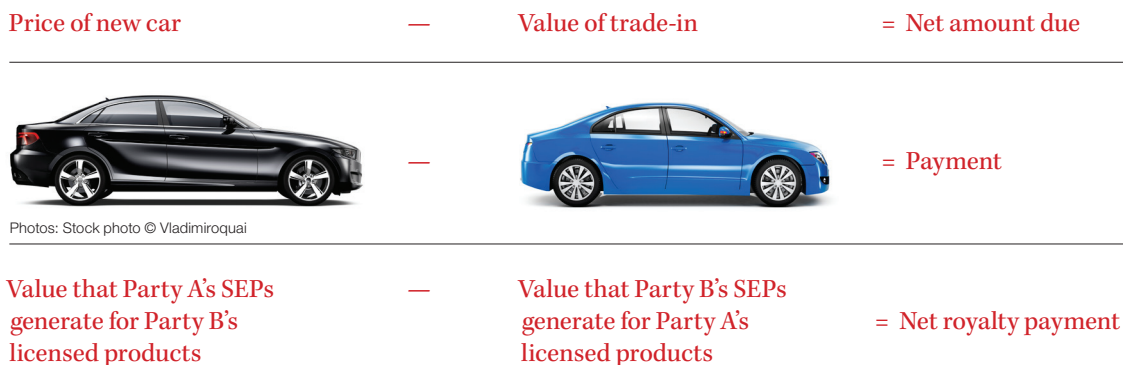 Price of new car — Value of trade-in = Net amount due
— = Payment
Photos: Stock photo © Vladimiroquai
Value that Party A’s SEPs — Value that Party B’s SEPs
generate for Party B’s generate for Party A’s = Net royalty payment
licensed products licensed products